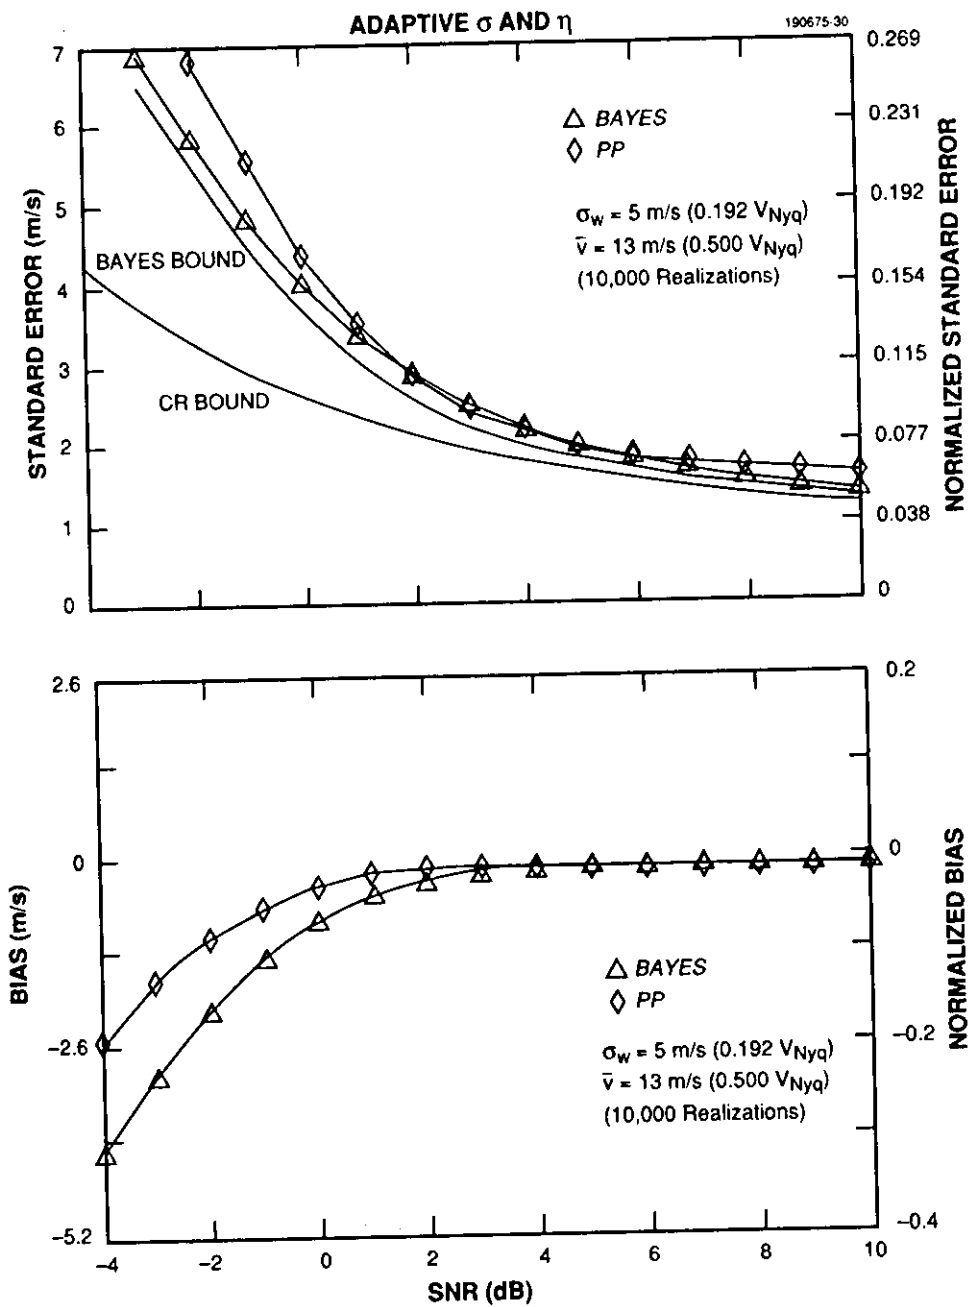 ADAPTIVE σ AND η
190675-30
7
6
5
4
3
2
1
0
STANDARD ERROR (m/s)
0.269
0.231
0.192
0.154
0.115
0.077
0.038
0
NORMALIZED STANDARD ERROR
BAYES
PP
σw = 5 m/s (0.192 VNyq)
v̄ = 13 m/s (0.500 VNyq)
(10,000 Realizations)
BAYES BOUND
CR BOUND
2.6
0
−2.6
−5.2
BIAS (m/s)
0.2
0
−0.2
−0.4
NORMALIZED BIAS
BAYES
PP
σw = 5 m/s (0.192 VNyq)
v̄ = 13 m/s (0.500 VNyq)
(10,000 Realizations)
−4 −2 0 2 4 6 8 10
SNR (dB)